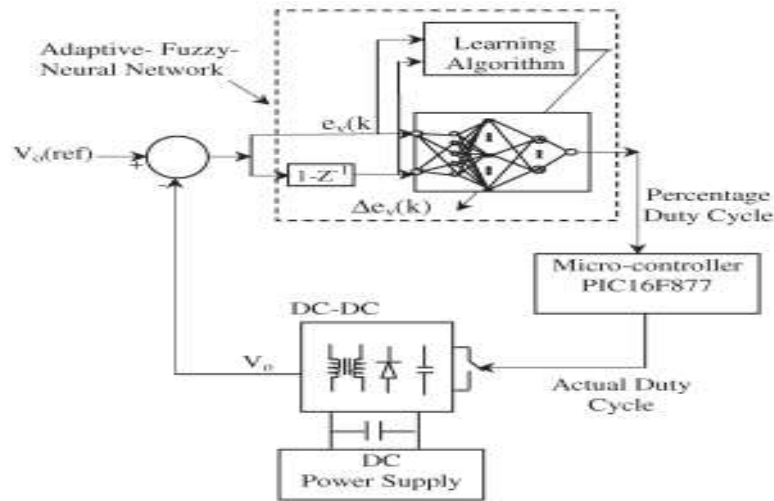 Adaptive- Fuzzy-
Neural Network
Learning
Algorithm
eᵥ(k
Vₒ(ref)
+
-
1-Z⁻¹
Δeᵥ(k)
Percentage
Duty Cycle
Micro-controller
PIC16F877
DC-DC
Vₒ
Actual Duty
Cycle
DC
Power Supply